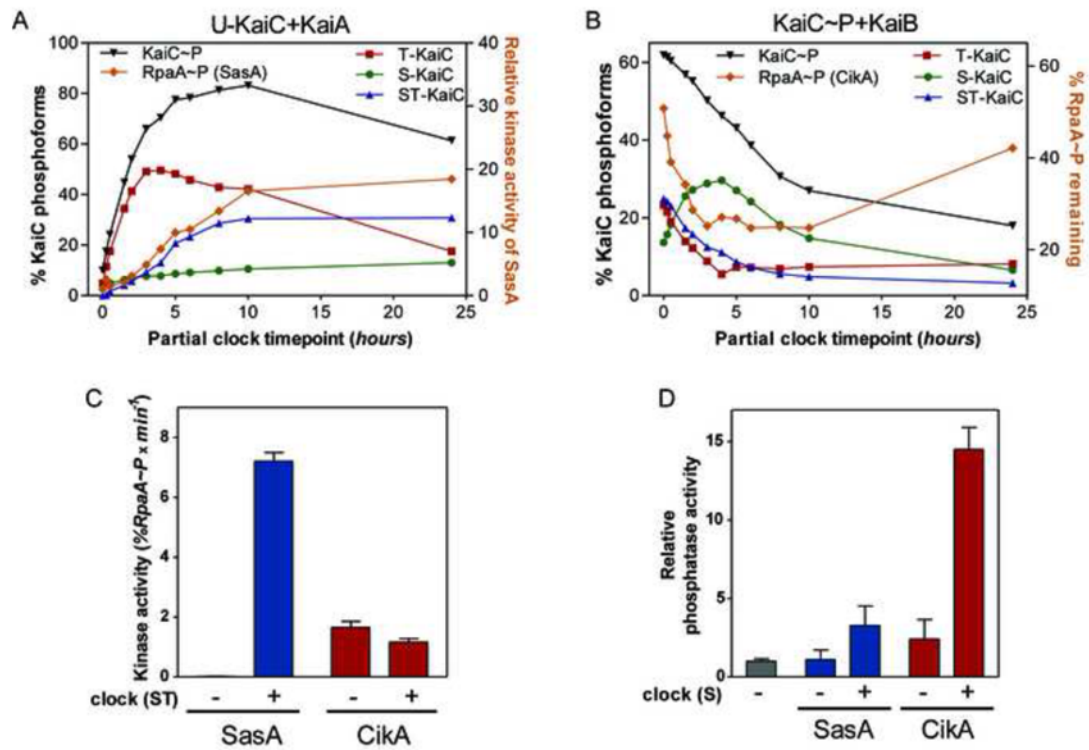 A
U-KaiC+KaiA
% KaiC phosphoforms
100
80
60
40
20
0
KaiC~P
RpaA~P (SasA)
T-KaiC
S-KaiC
ST-KaiC
40
30
20
10
0
Relative kinase activity of SasA
0 5 10 15 20 25
Partial clock timepoint (hours)
B
KaiC~P+KaiB
% KaiC phosphoforms
60
40
20
0
KaiC~P
RpaA~P (CikA)
T-KaiC
S-KaiC
ST-KaiC
60
40
20
% RpaA~P remaining
0 5 10 15 20 25
Partial clock timepoint (hours)
C
Kinase activity (%RpaA~P x min⁻¹)
8
6
4
2
0
clock (ST) - + - +
SasA CikA
D
Relative
phosphatase activity
15
10
5
0
clock (S) - - + - +
SasA CikA